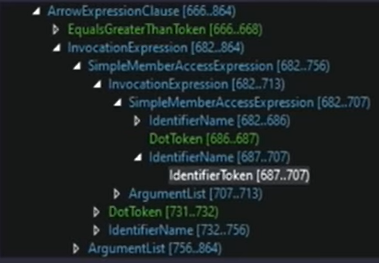 ArrowExpressionClause [666..864)
EqualsGreaterThanToken [666..668)
InvocationExpression [682..864)
SimpleMemberAccessExpression [682..756)
InvocationExpression [682..713)
SimpleMemberAccessExpression [682..707)
IdentifierName [682..686)
DotToken [686..687)
IdentifierName [687..707)
IdentifierToken [687..707)
ArgumentList [707..713)
DotToken [731..732)
IdentifierName [732..756)
ArgumentList [756..864)